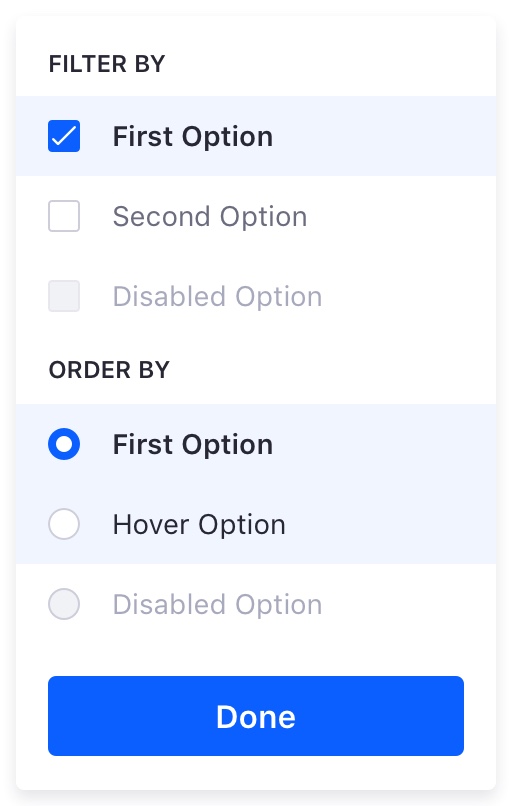 FILTER BY
First Option
Second Option
Disabled Option
ORDER BY
First Option
Hover Option
Disabled Option
Done